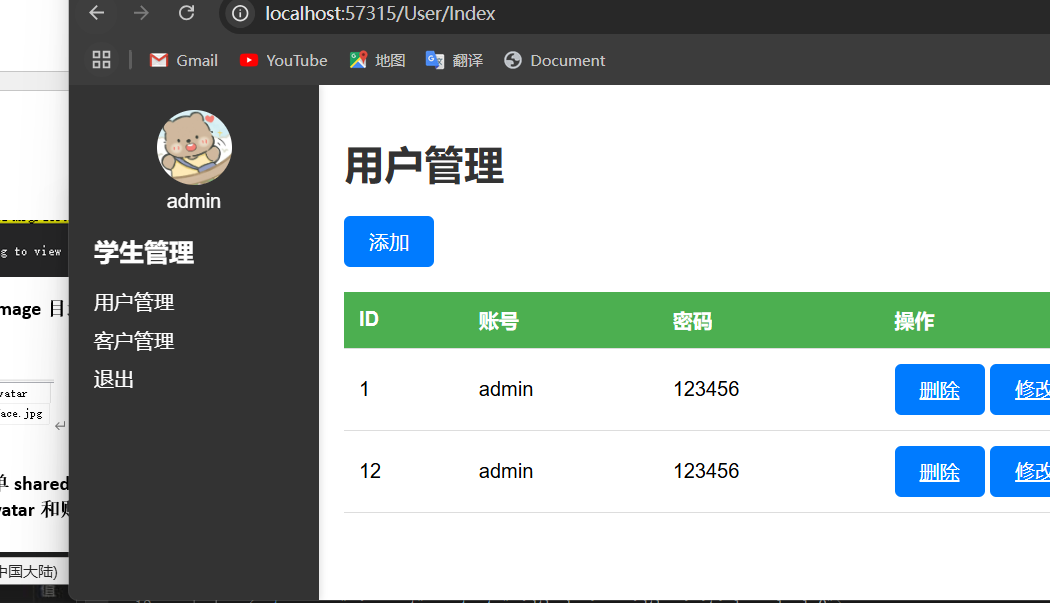 localhost:57315/User/Index
Gmail YouTube 地图 翻译 Document
admin
学生管理
用户管理
客户管理
退出
用户管理
添加
ID 账号 密码 操作
1 admin 123456 删除 修改
12 admin 123456 删除 修改
g to view
mage 目
vatar
ace.jpg
单 shared
vatar 和
中国大陆)
值